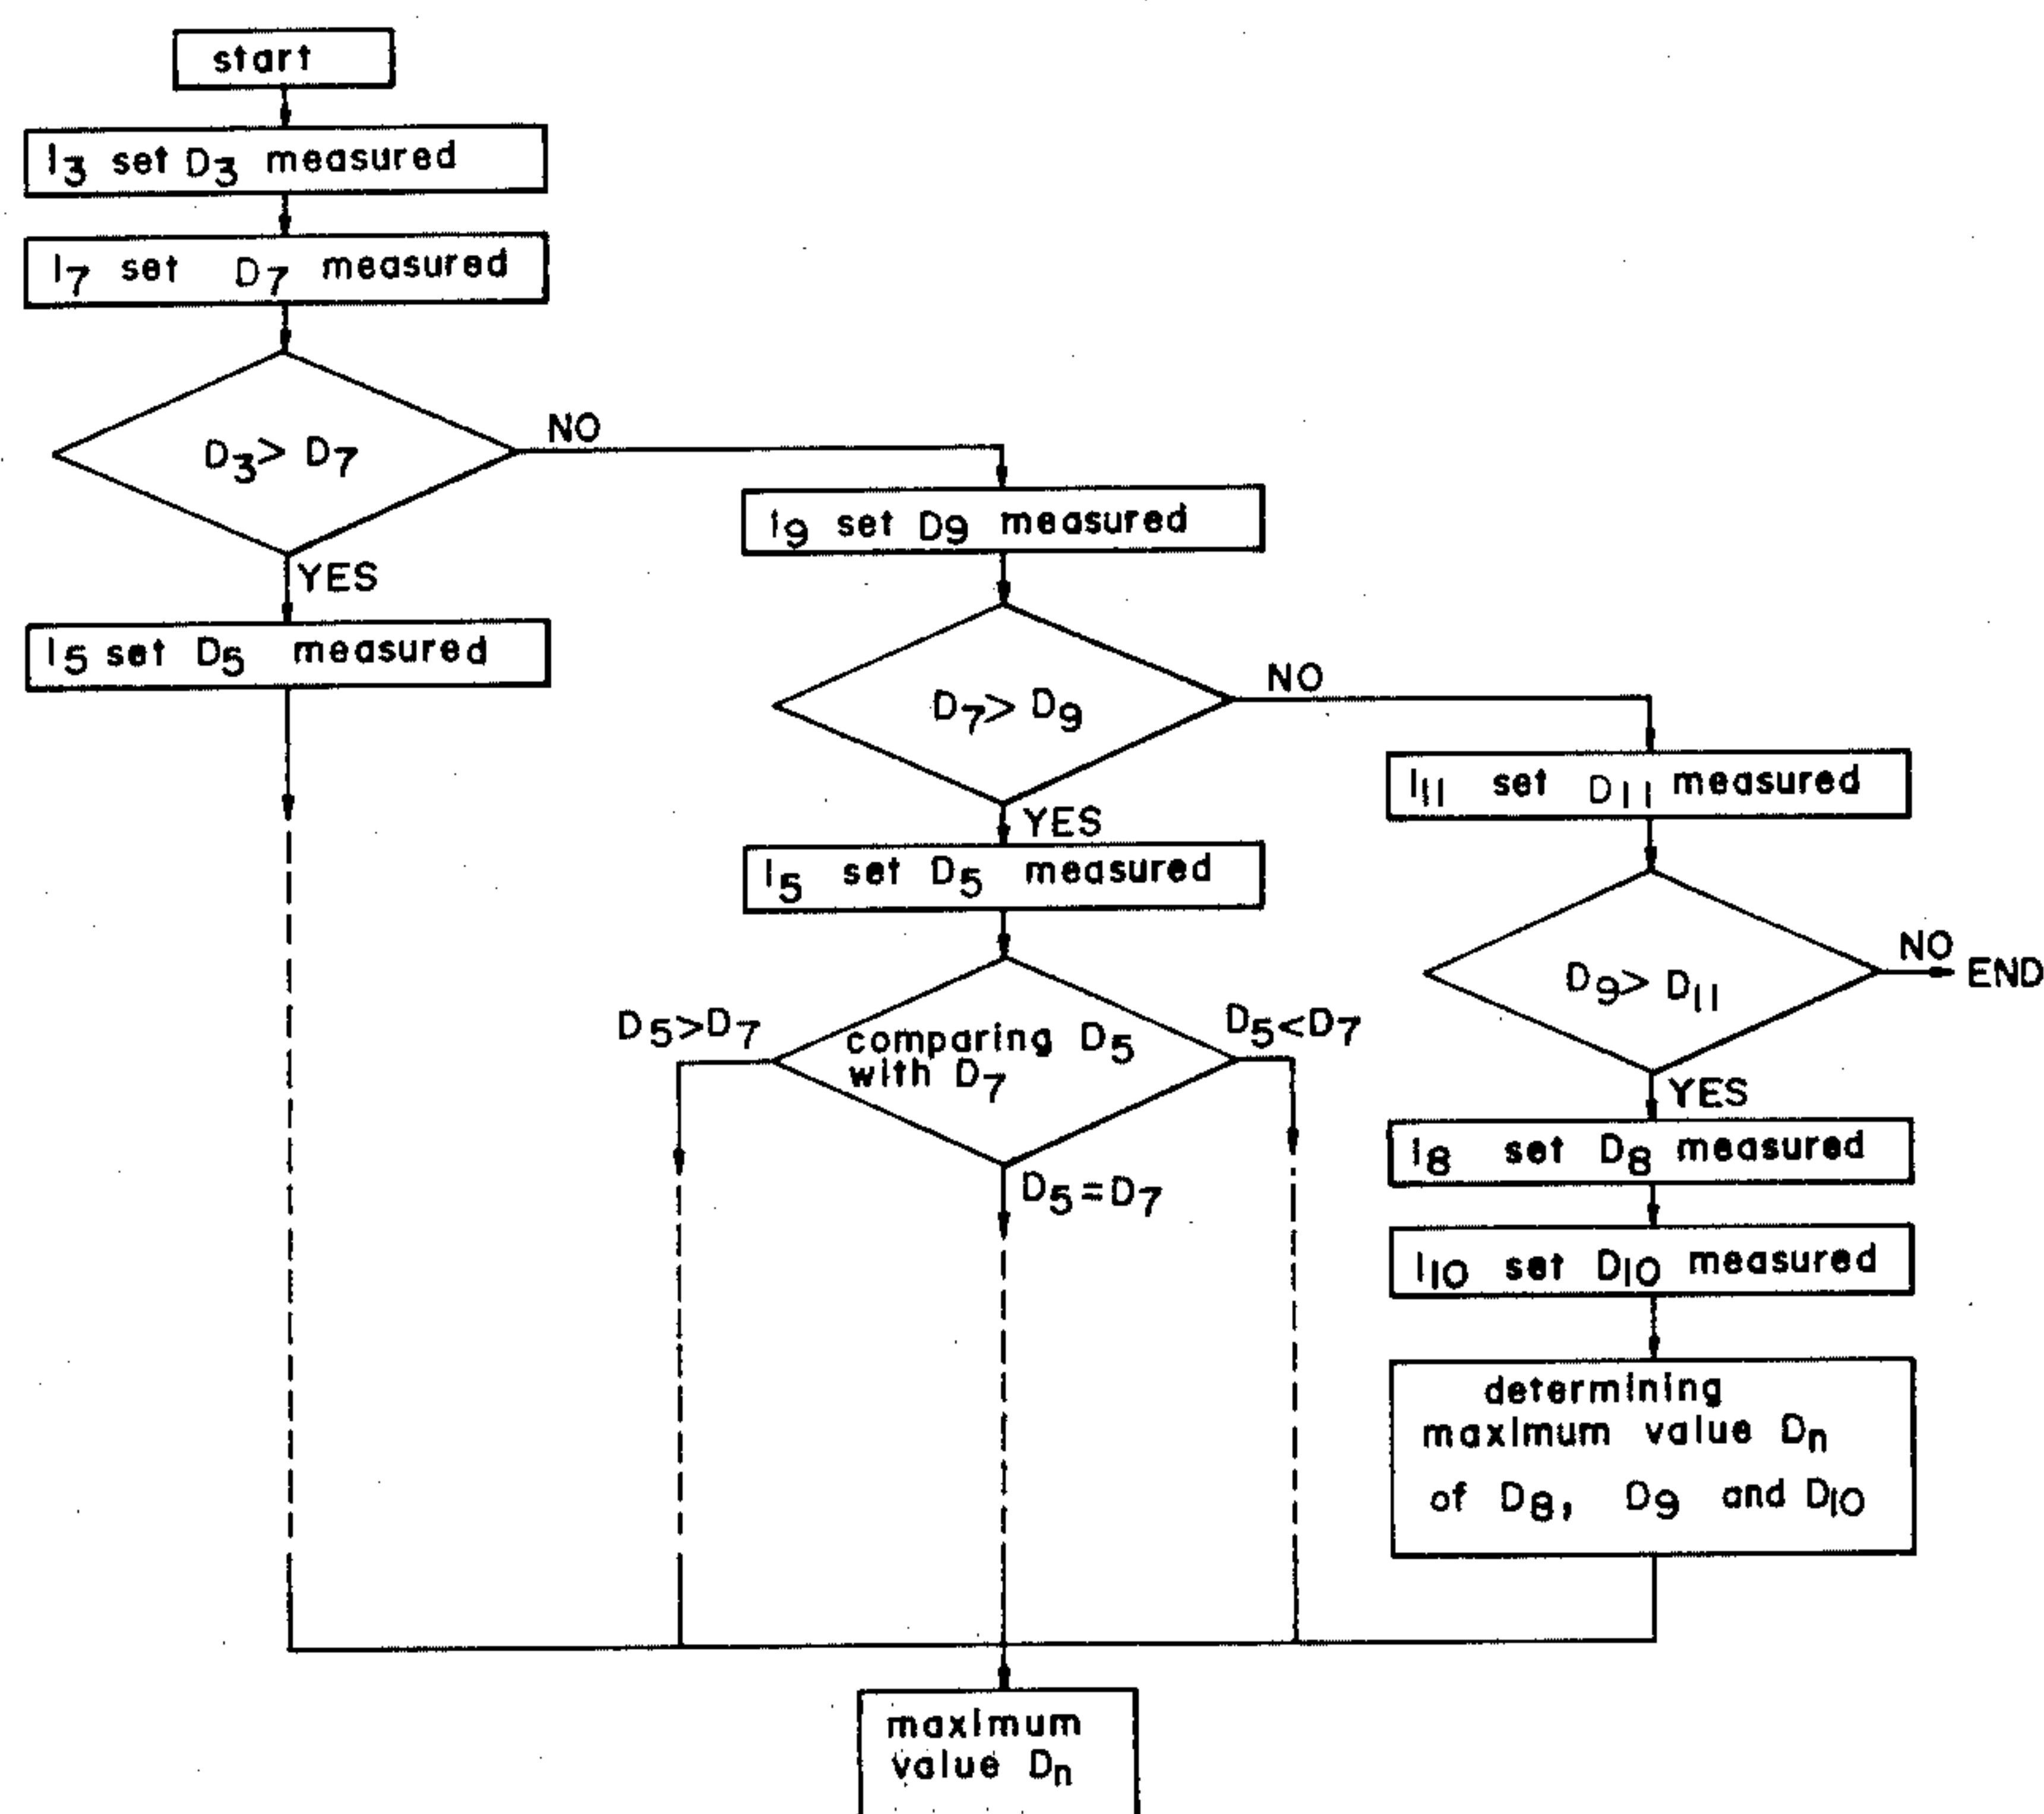 start
I3 set D3 measured
I7 set D7 measured
D3> D7
NO
YES
I5 set D5 measured
I9 set D9 measured
D7> D9
NO
YES
I5 set D5 measured
comparing D5
with D7
D5>D7
D5<D7
D5=D7
I11 set D11 measured
D9> D11
NO
END
YES
I8 set D8 measured
I10 set D10 measured
determining
maximum value Dn
of D8, D9 and D10
maximum
value Dn